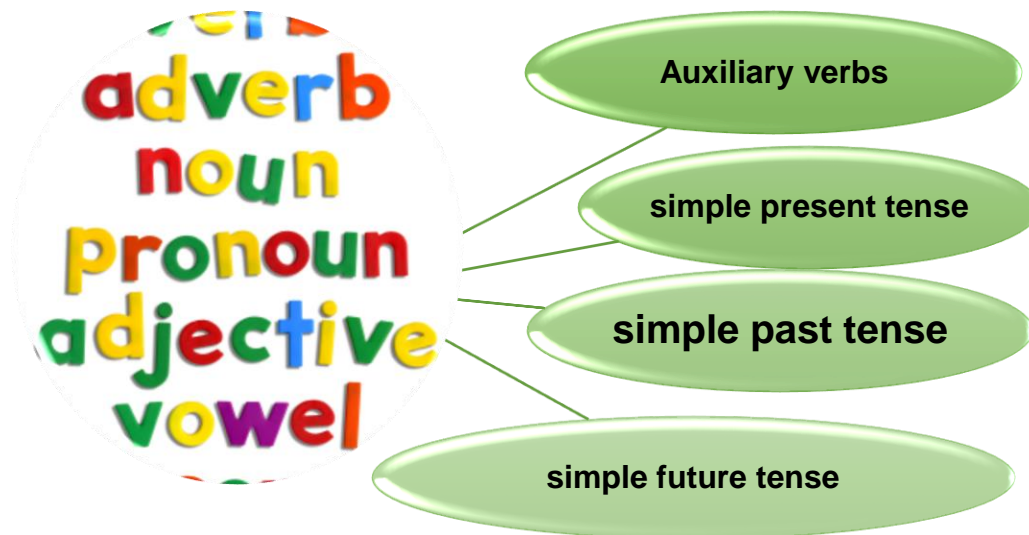 adverb
noun
pronoun
adjective
vowel
Auxiliary verbs
simple present tense
simple past tense
simple future tense